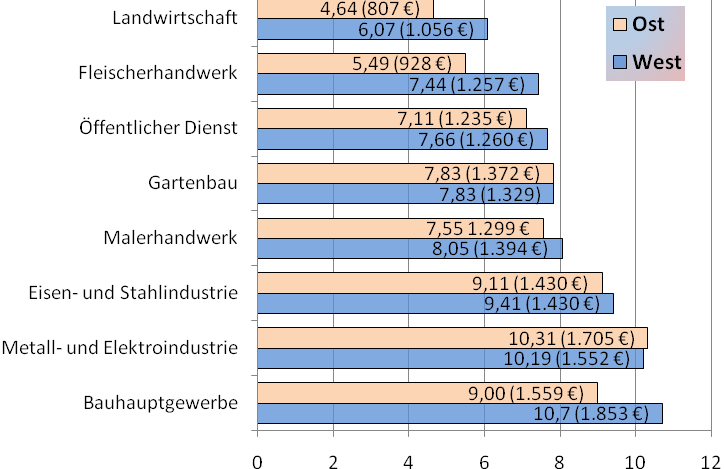 Landwirtschaft
4,64 (807 €)
6,07 (1.056 €)
Ost
West
Fleischerhandwerk
5,49 (928 €)
7,44 (1.257 €)
Öffentlicher Dienst
7,11 (1.235 €)
7,66 (1.260 €)
Gartenbau
7,83 (1.372 €)
7,83 (1.329)
Malerhandwerk
7,55 1.299 €
8,05 (1.394 €
Eisen- und Stahlindustrie
9,11 (1.430 €)
9,41 (1.430 €)
Metall- und Elektroindustrie
10,31 (1.705 €)
10,19 (1.552 €)
Bauhauptgewerbe
9,00 (1.559 €)
10,7 (1.853 €)
0 2 4 6 8 10 12